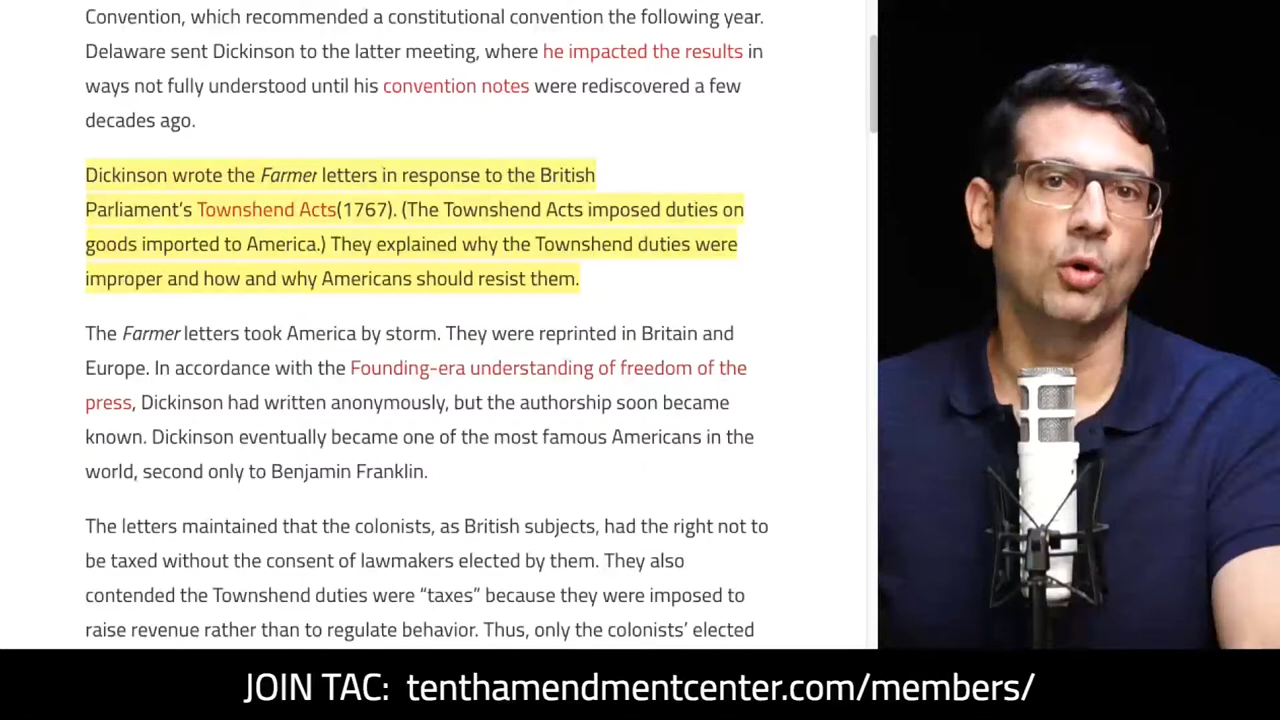 Convention, which recommended a constitutional convention the following year.
Delaware sent Dickinson to the latter meeting, where he impacted the results in
ways not fully understood until his convention notes were rediscovered a few
decades ago.
Dickinson wrote the Farmer letters in response to the British
Parliament’s Townshend Acts(1767). (The Townshend Acts imposed duties on
goods imported to America.) They explained why the Townshend duties were
improper and how and why Americans should resist them.
The Farmer letters took America by storm. They were reprinted in Britain and
Europe. In accordance with the Founding-era understanding of freedom of the
press, Dickinson had written anonymously, but the authorship soon became
known. Dickinson eventually became one of the most famous Americans in the
world, second only to Benjamin Franklin.
The letters maintained that the colonists, as British subjects, had the right not to
be taxed without the consent of lawmakers elected by them. They also
contended the Townshend duties were “taxes” because they were imposed to
raise revenue rather than to regulate behavior. Thus, only the colonists’ elected
JOIN TAC: tenthamendmentcenter.com/members/